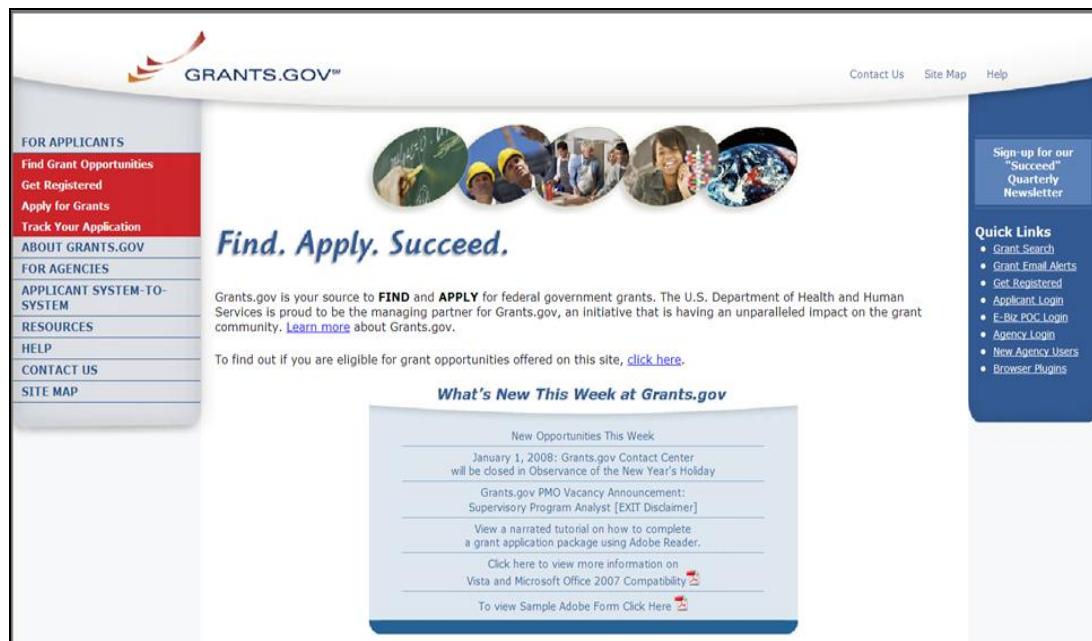 GRANTS.GOV℠
Contact Us Site Map Help
FOR APPLICANTS
Find Grant Opportunities
Get Registered
Apply for Grants
Track Your Application
ABOUT GRANTS.GOV
FOR AGENCIES
APPLICANT SYSTEM-TO-
SYSTEM
RESOURCES
HELP
CONTACT US
SITE MAP
Find. Apply. Succeed.
Grants.gov is your source to FIND and APPLY for federal government grants. The U.S. Department of Health and Human
Services is proud to be the managing partner for Grants.gov, an initiative that is having an unparalleled impact on the grant
community. Learn more about Grants.gov.
To find out if you are eligible for grant opportunities offered on this site, click here.
What's New This Week at Grants.gov
New Opportunities This Week
January 1, 2008: Grants.gov Contact Center
will be closed in Observance of the New Year's Holiday
Grants.gov PMO Vacancy Announcement:
Supervisory Program Analyst [EXIT Disclaimer]
View a narrated tutorial on how to complete
a grant application package using Adobe Reader.
Click here to view more information on
Vista and Microsoft Office 2007 Compatibility
To view Sample Adobe Form Click Here
Sign-up for our
"Succeed"
Quarterly
Newsletter
Quick Links
Grant Search
Grant Email Alerts
Get Registered
Applicant Login
E-Biz POC Login
Agency Login
New Agency Users
Browser Plugins